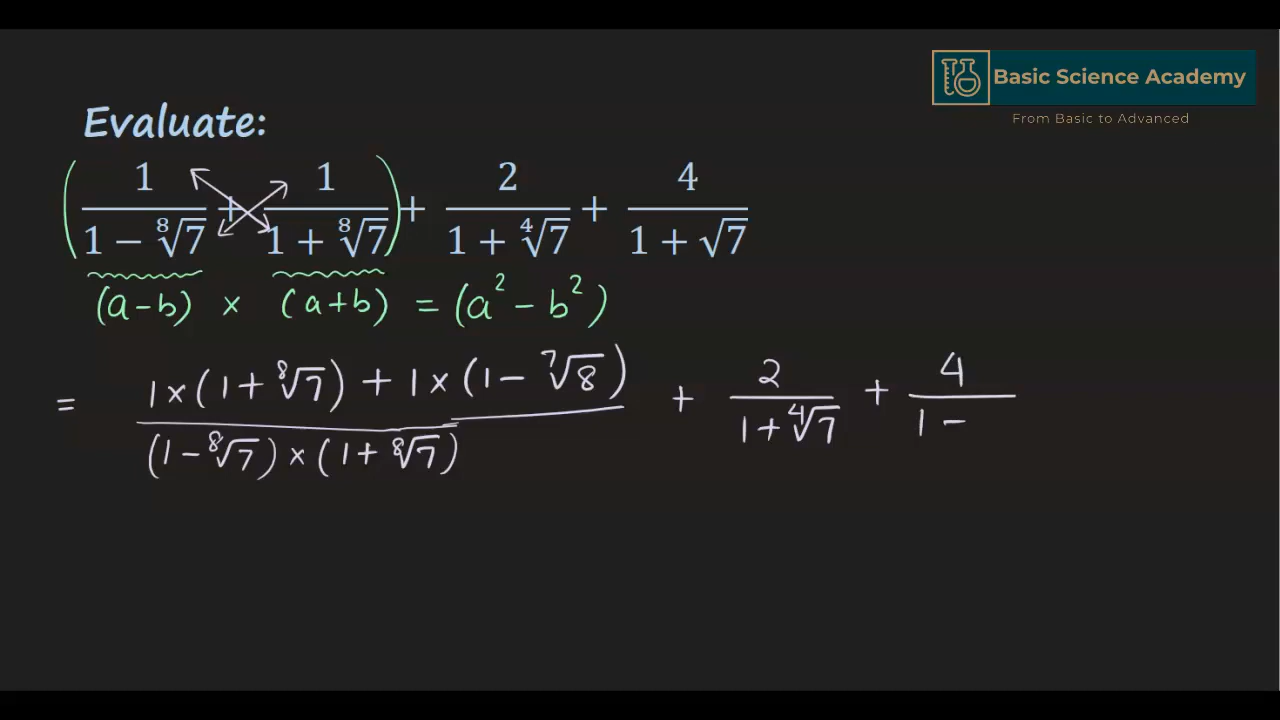 Basic Science Academy
From Basic to Advanced
Evaluate:
(1/(1 − ⁸√7) + 1/(1 + ⁸√7)) + 2/(1 + ⁴√7) + 4/(1 + √7)
(a−b) × (a+b) = (a² − b²)
= (1×(1+⁸√7) + 1×(1−⁷√8))/((1−⁸√7)×(1+⁸√7)) + 2/(1+⁴√7) + 4/(1 −